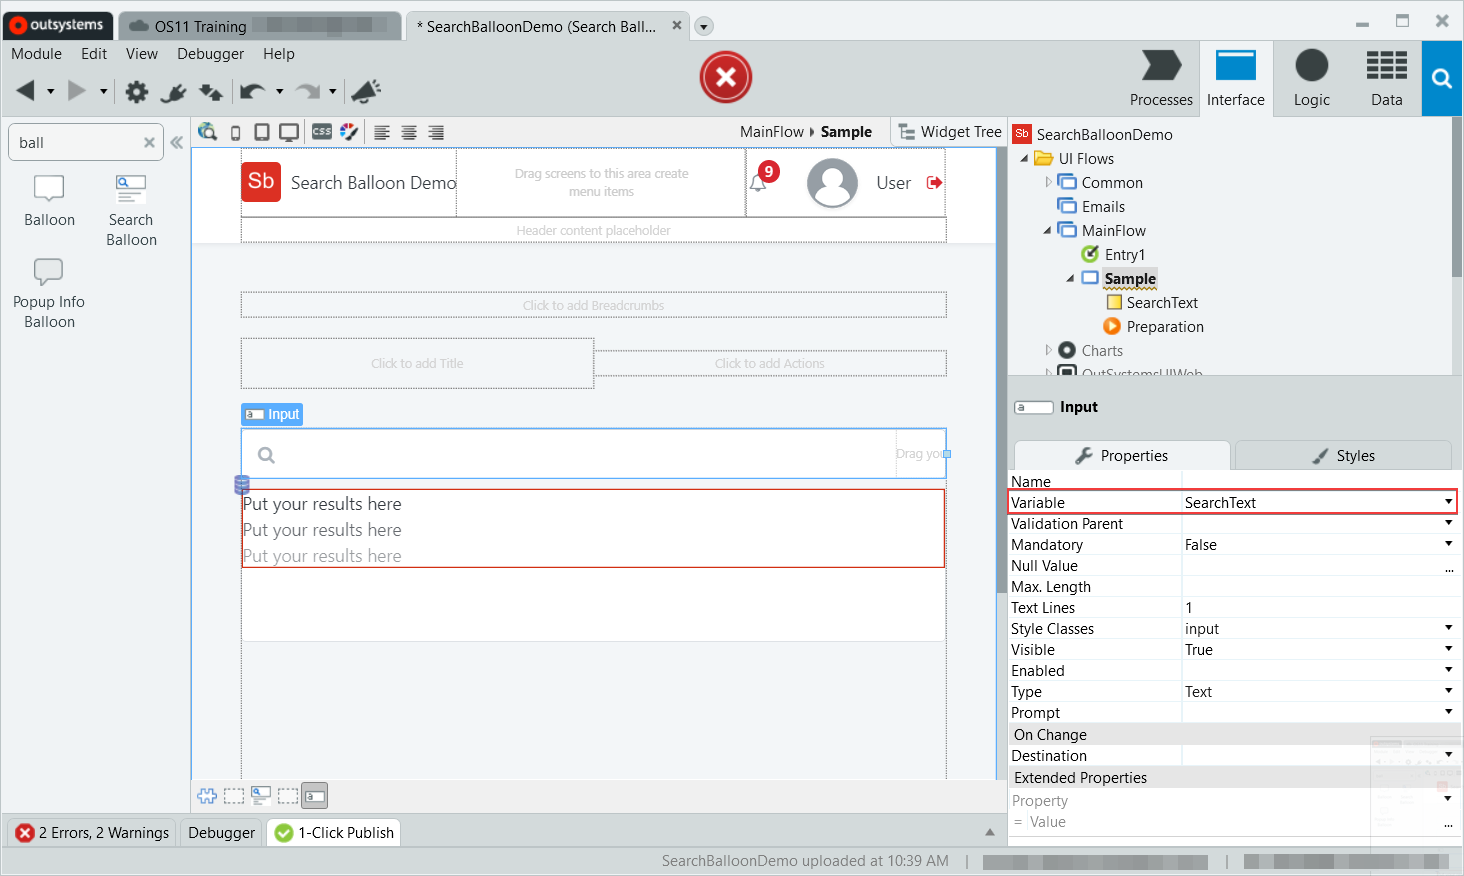 outsystems
OS11 Training
* SearchBalloonDemo (Search Ball...
Module Edit View Debugger Help
Processes Interface Logic Data
ball
CSS
MainFlow Sample
Widget Tree
Balloon
Search Balloon
Popup Info Balloon
Sb Search Balloon Demo
Drag screens to this area create
menu items
9
User
Header content placeholder
Click to add Breadcrumbs
Click to add Title
Click to add Actions
a Input
Drag you
Put your results here
Put your results here
Put your results here
a
Sb SearchBalloonDemo
UI Flows
Common
Emails
MainFlow
Entry1
Sample
SearchText
Preparation
Charts
OutSystemsUIWeb
a Input
Properties Styles
Name
Variable SearchText
Validation Parent
Mandatory False
Null Value ...
Max. Length
Text Lines 1
Style Classes input
Visible True
Enabled
Type Text
Prompt
On Change
Destination
Extended Properties
Property
= Value ...
2 Errors, 2 Warnings Debugger 1-Click Publish
SearchBalloonDemo uploaded at 10:39 AM | |